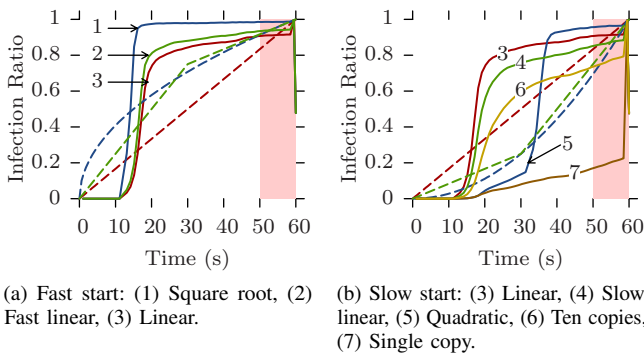 1
0.8
0.6
0.4
0.2
0
Infection Ratio
1
2
3
0 10 20 30 40 50 60
Time (s)
1
0.8
0.6
0.4
0.2
0
Infection Ratio
3
4
6
5
7
0 10 20 30 40 50 60
Time (s)
(a) Fast start: (1) Square root, (2)
Fast linear, (3) Linear.
(b) Slow start: (3) Linear, (4) Slow
linear, (5) Quadratic, (6) Ten copies,
(7) Single copy.